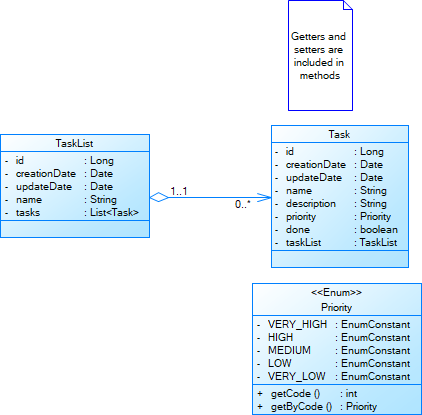 Getters and
setters are
included in
methods
TaskList
- id : Long
- creationDate : Date
- updateDate : Date
- name : String
- tasks : List<Task>
1..1
0..*
Task
- id : Long
- creationDate : Date
- updateDate : Date
- name : String
- description : String
- priority : Priority
- done : boolean
- taskList : TaskList
<<Enum>>
Priority
- VERY_HIGH : EnumConstant
- HIGH : EnumConstant
- MEDIUM : EnumConstant
- LOW : EnumConstant
- VERY_LOW : EnumConstant
+ getCode () : int
+ getByCode () : Priority